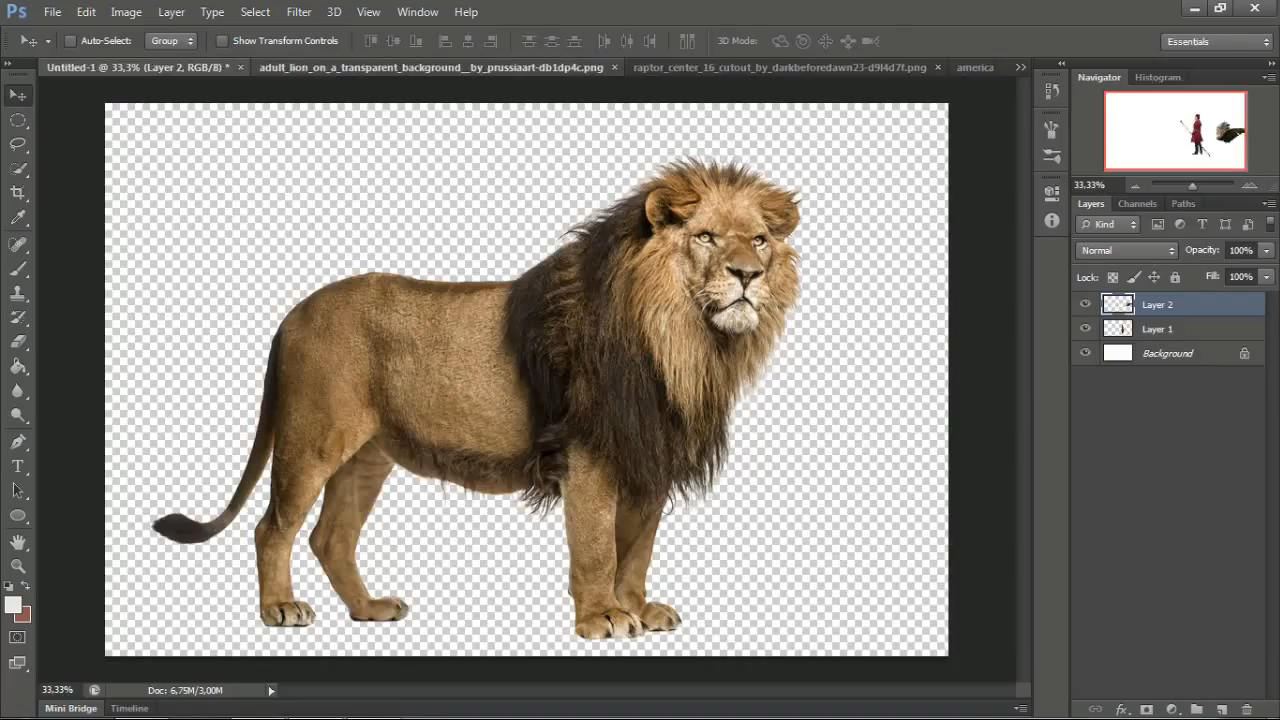 Ps File Edit Image Layer Type Select Filter 3D View Window Help
Auto-Select: Group Show Transform Controls 3D Mode: Essentials
Untitled-1 @ 33,3% (Layer 2, RGB/8) * × adult_lion_on_a_transparent_background__by_prussiaart-db1dp4c.png × raptor_center_16_cutout_by_darkbeforedawn23-d9l4d7f.png × america
Navigator Histogram
33,33%
Layers Channels Paths
Kind
Normal Opacity: 100%
Lock: Fill: 100%
Layer 2
Layer 1
Background
33,33% Doc: 6,75M/3,00M
Mini Bridge Timeline